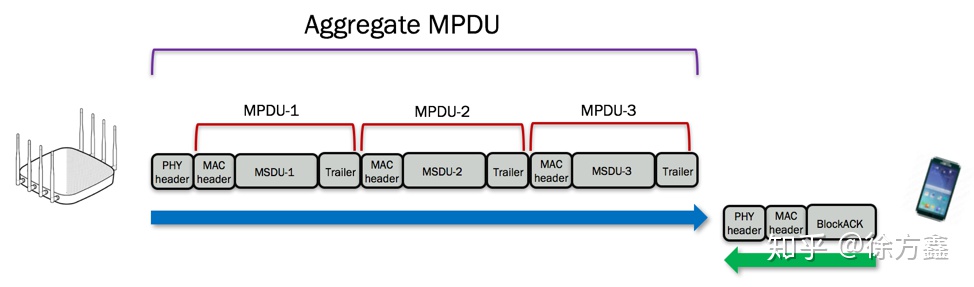 Aggregate MPDU
MPDU-1 MPDU-2 MPDU-3
PHY header MAC header MSDU-1 Trailer MAC header MSDU-2 Trailer MAC header MSDU-3 Trailer
PHY header MAC header BlockACK
知乎 @徐方鑫